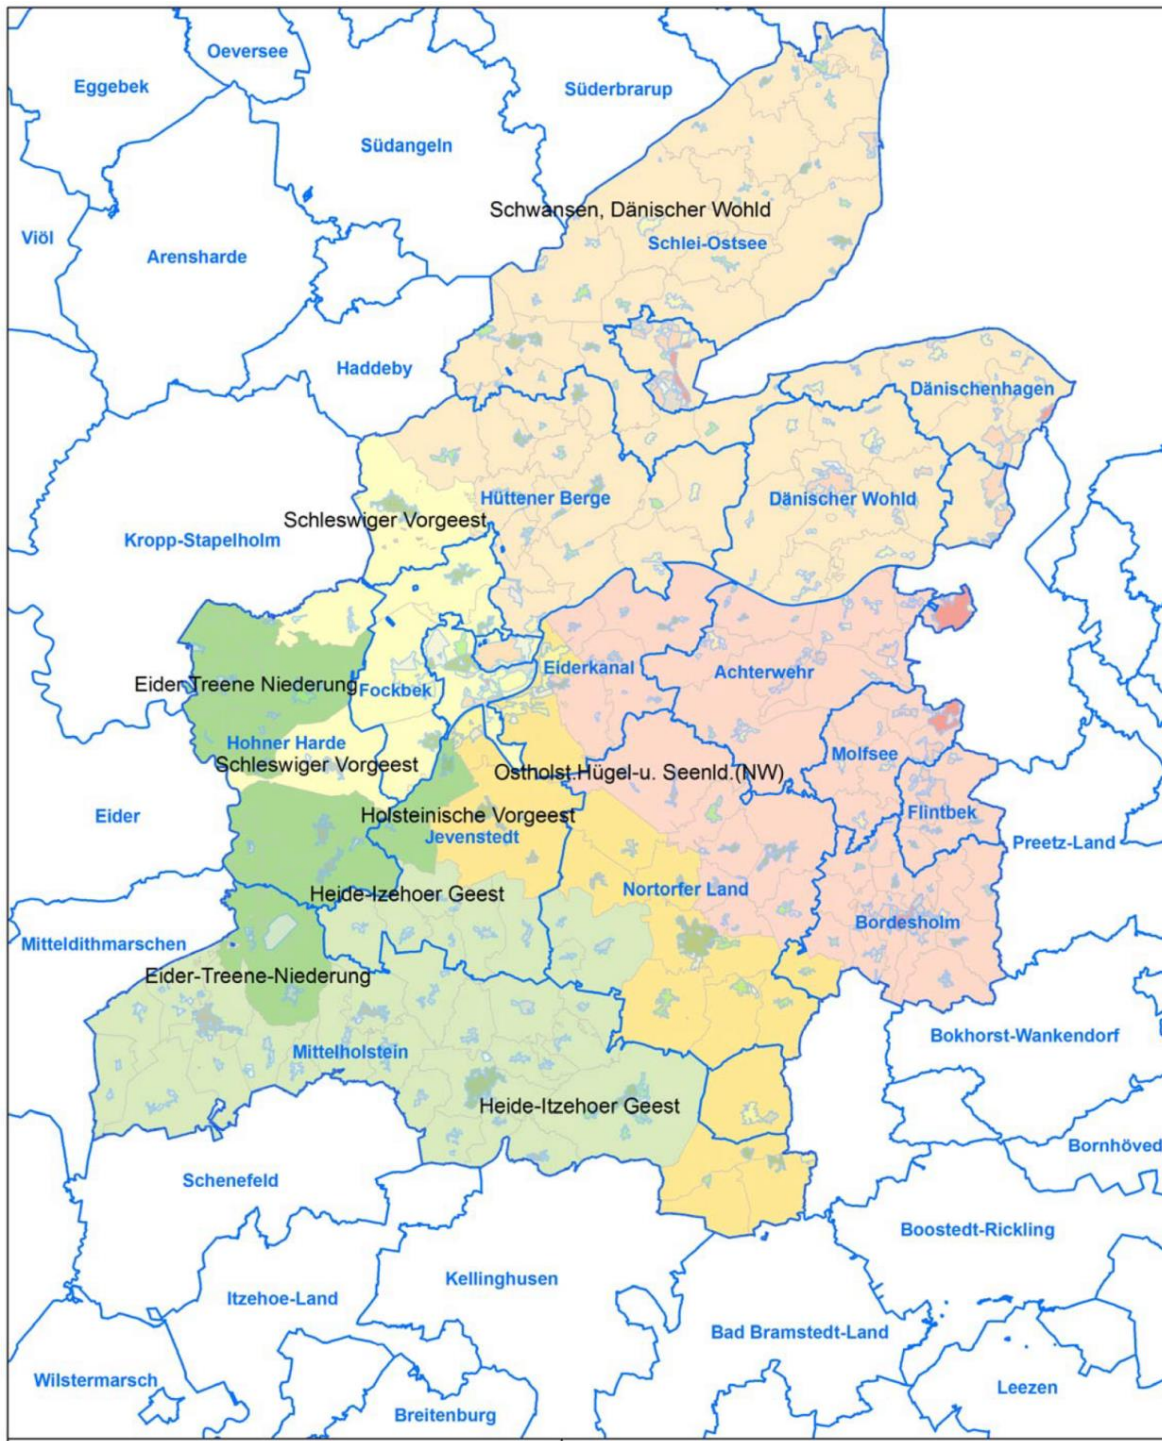 Oeversee
Eggebek
Süderbrarup
Südangeln
Schwansen, Dänischer Wohld
Viöl
Schlei-Ostsee
Arensharde
Haddeby
Dänischenhagen
Hüttener Berge
Dänischer Wohld
Schleswiger Vorgeest
Kropp-Stapelholm
Eiderkanal
Achterwehr
Eider Treene Niederung
Fockbek
Hohner Harde
Molfsee
Schleswiger Vorgeest
Ostholst.Hügel-u. Seenld.(NW)
Eider
Holsteinische Vorgeest
Flintbek
Jevenstedt
Preetz-Land
Heide-Izehoer Geest
Nortorfer Land
Bordesholm
Mitteldithmarschen
Eider-Treene-Niederung
Bokhorst-Wankendorf
Mittelholstein
Heide-Itzehoer Geest
Bornhöved
Schenefeld
Boostedt-Rickling
Kellinghusen
Itzehoe-Land
Bad Bramstedt-Land
Wilstermarsch
Leezen
Breitenburg